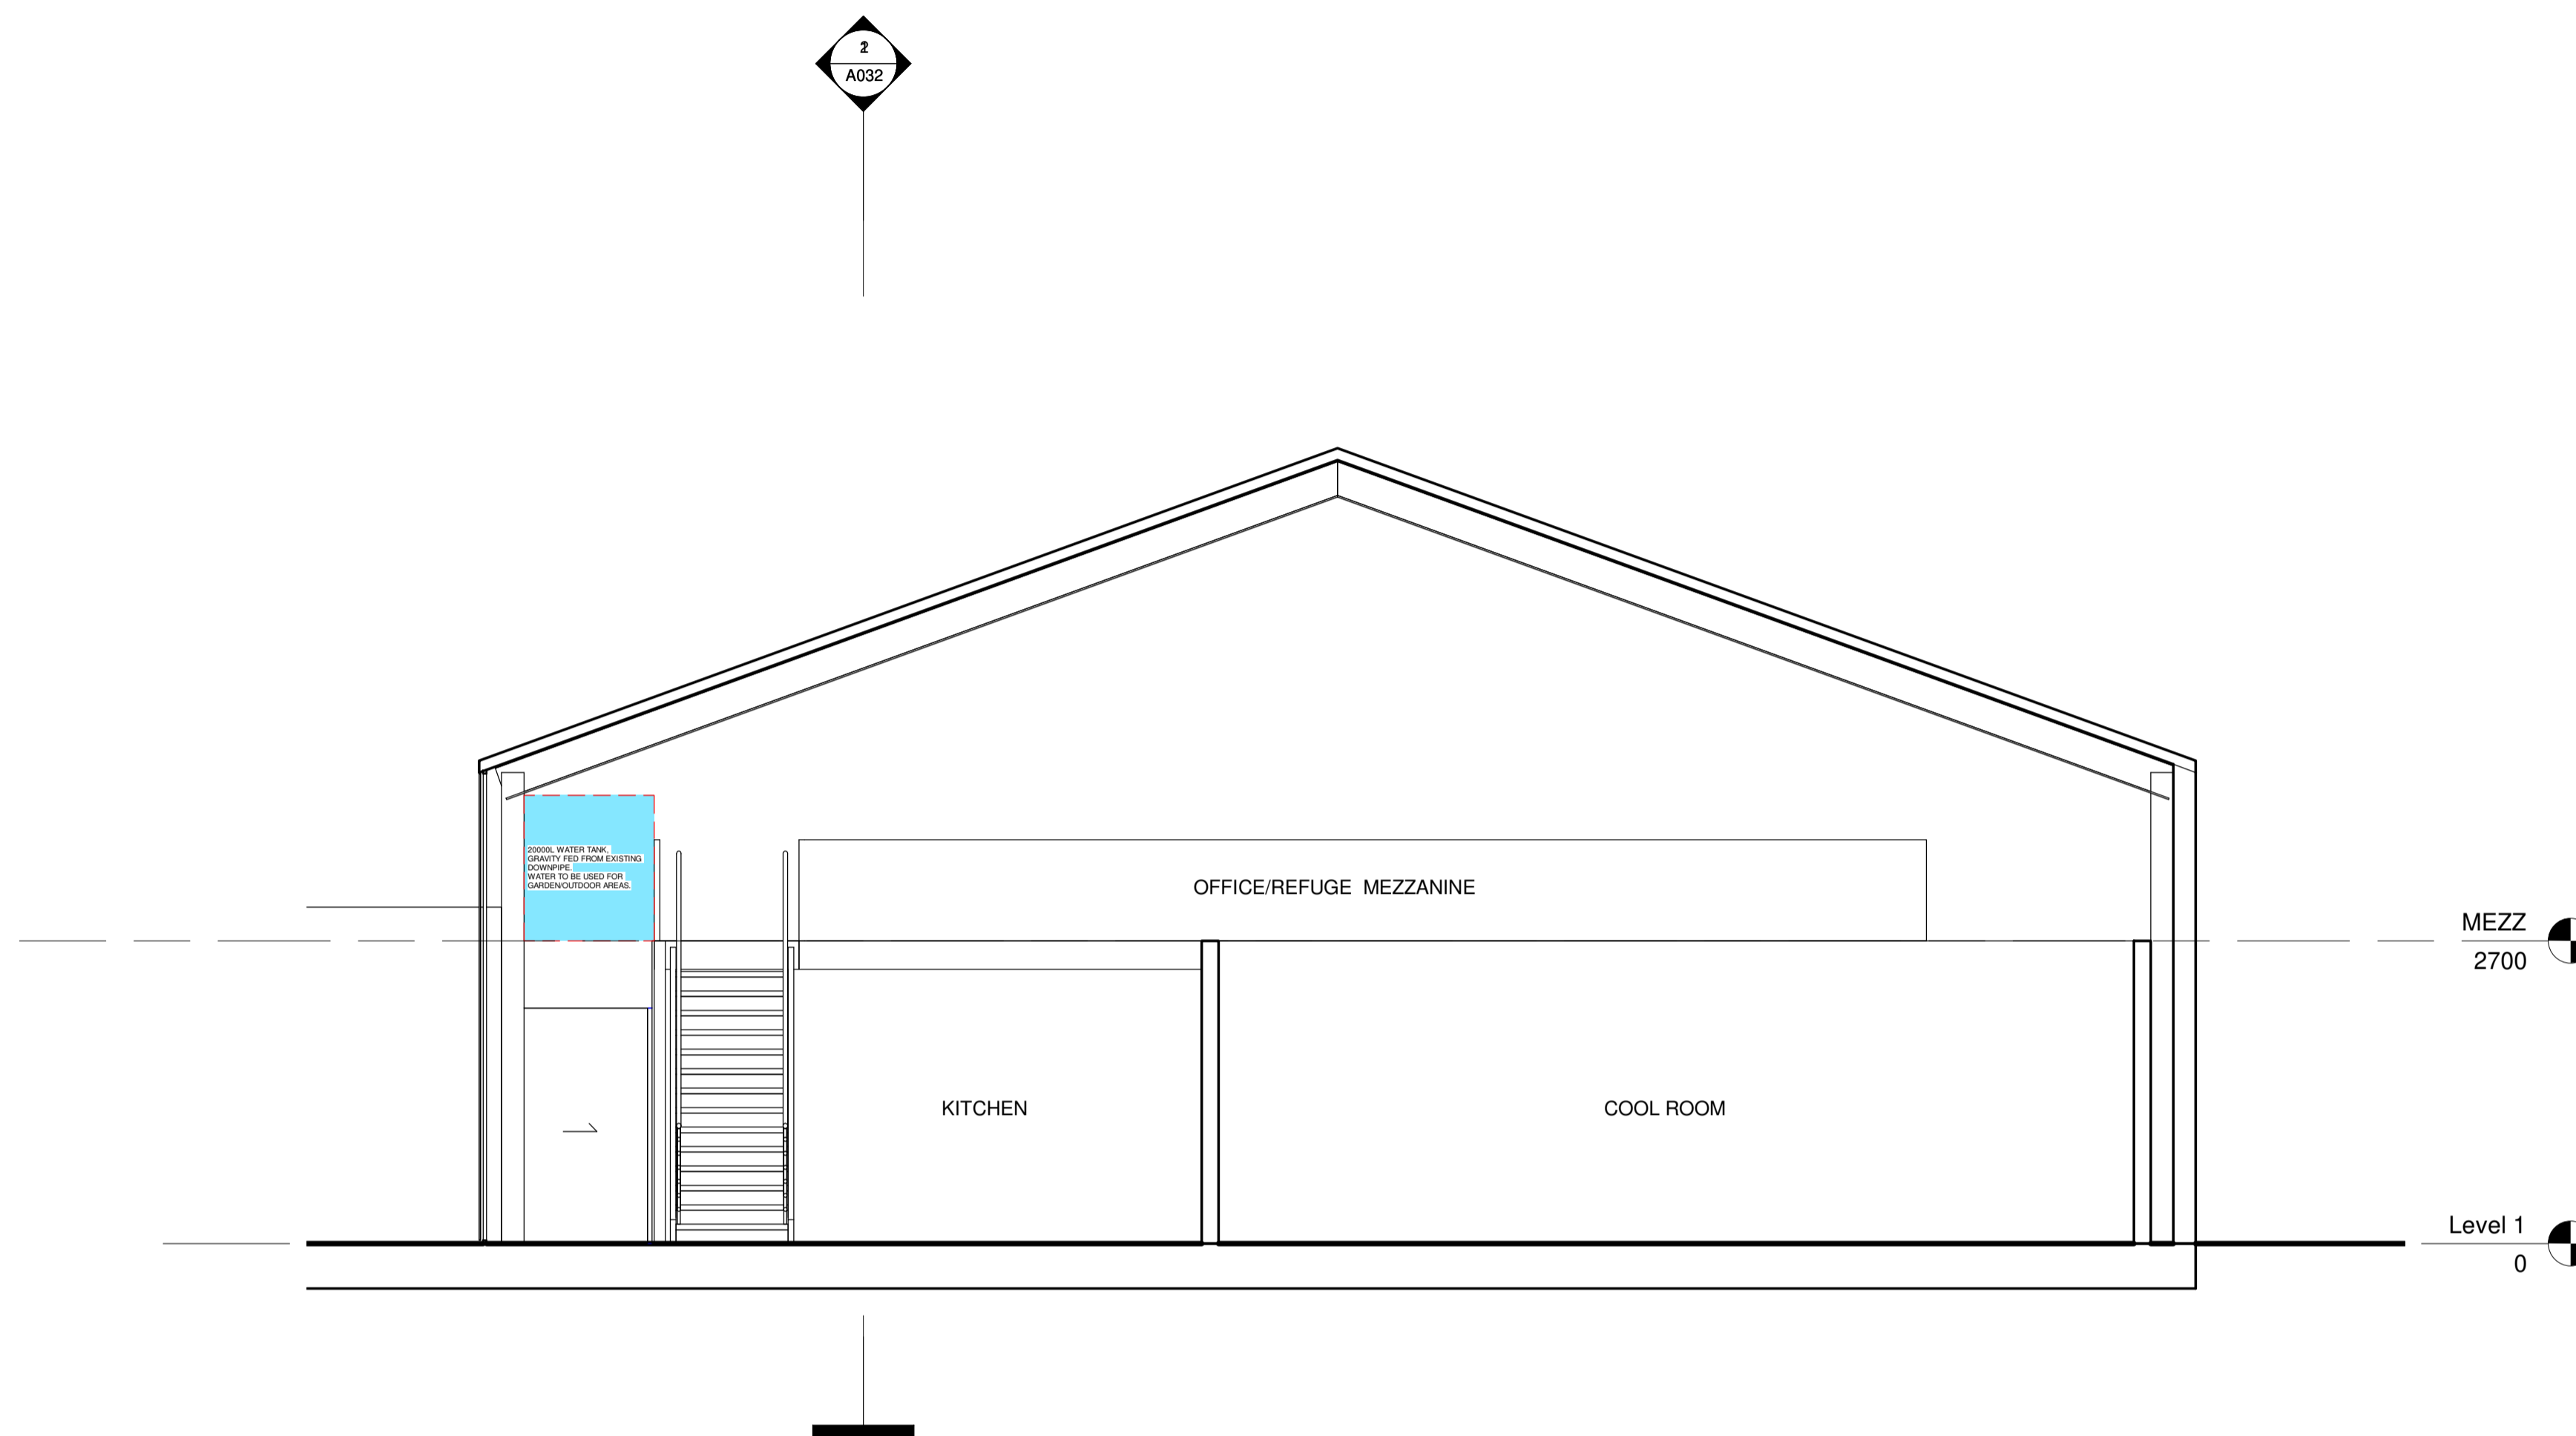 A032
20000L WATER TANK,
GRAVITY FED FROM EXISTING
DOWNPIPE.
WATER TO BE USED FOR
GARDEN/OUTDOOR AREAS.
OFFICE/REFUGE MEZZANINE
MEZZ
2700
KITCHEN
COOL ROOM
Level 1
0